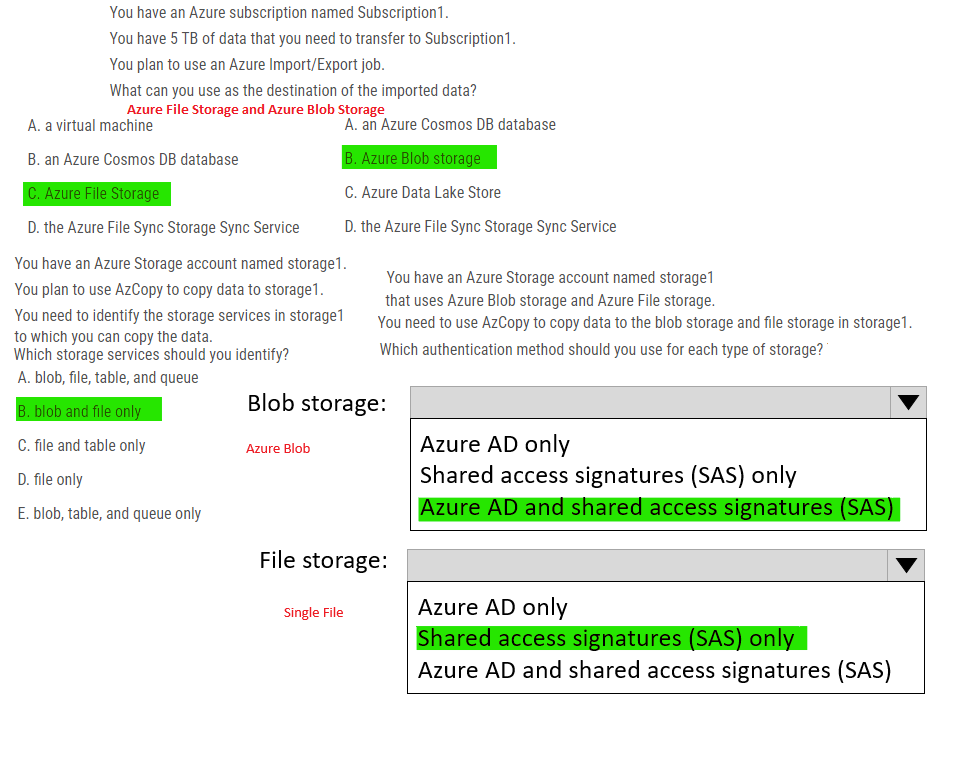 You have an Azure subscription named Subscription1.
You have 5 TB of data that you need to transfer to Subscription1.
You plan to use an Azure Import/Export job.
What can you use as the destination of the imported data?
Azure File Storage and Azure Blob Storage
A. a virtual machine
B. an Azure Cosmos DB database
C. Azure File Storage
D. the Azure File Sync Storage Sync Service
A. an Azure Cosmos DB database
B. Azure Blob storage
C. Azure Data Lake Store
D. the Azure File Sync Storage Sync Service
You have an Azure Storage account named storage1.
You plan to use AzCopy to copy data to storage1.
You need to identify the storage services in storage1
to which you can copy the data.
Which storage services should you identify?
A. blob, file, table, and queue
B. blob and file only
C. file and table only
D. file only
E. blob, table, and queue only
You have an Azure Storage account named storage1
that uses Azure Blob storage and Azure File storage.
You need to use AzCopy to copy data to the blob storage and file storage in storage1.
Which authentication method should you use for each type of storage?
Blob storage:
Azure Blob
Azure AD only
Shared access signatures (SAS) only
Azure AD and shared access signatures (SAS)
File storage:
Single File
Azure AD only
Shared access signatures (SAS) only
Azure AD and shared access signatures (SAS)